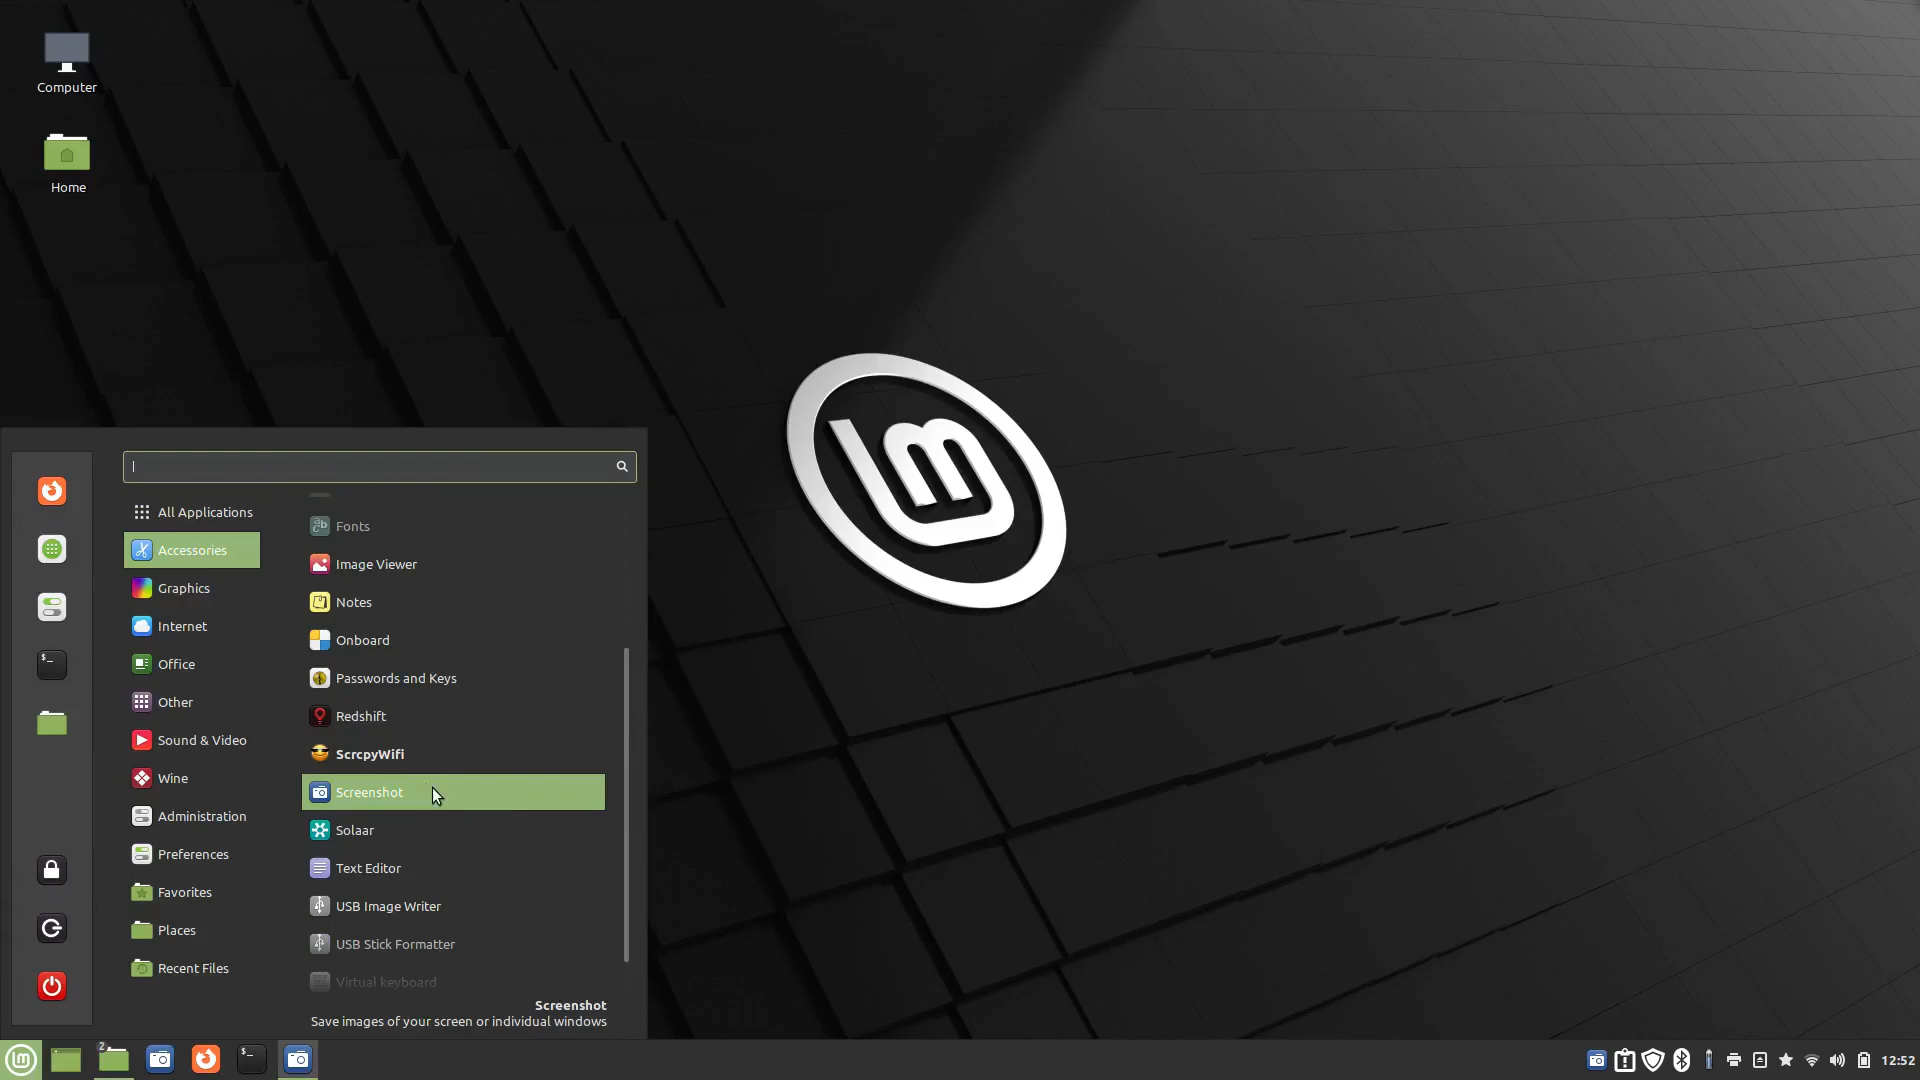 Computer
Home
All Applications
Accessories
Graphics
Internet
Office
Other
Sound & Video
Wine
Administration
Preferences
Favorites
Places
Recent Files
Fonts
Image Viewer
Notes
Onboard
Passwords and Keys
Redshift
ScrcpyWifi
Screenshot
Solaar
Text Editor
USB Image Writer
USB Stick Formatter
Virtual keyboard
Screenshot
Save images of your screen or individual windows
2
12:52